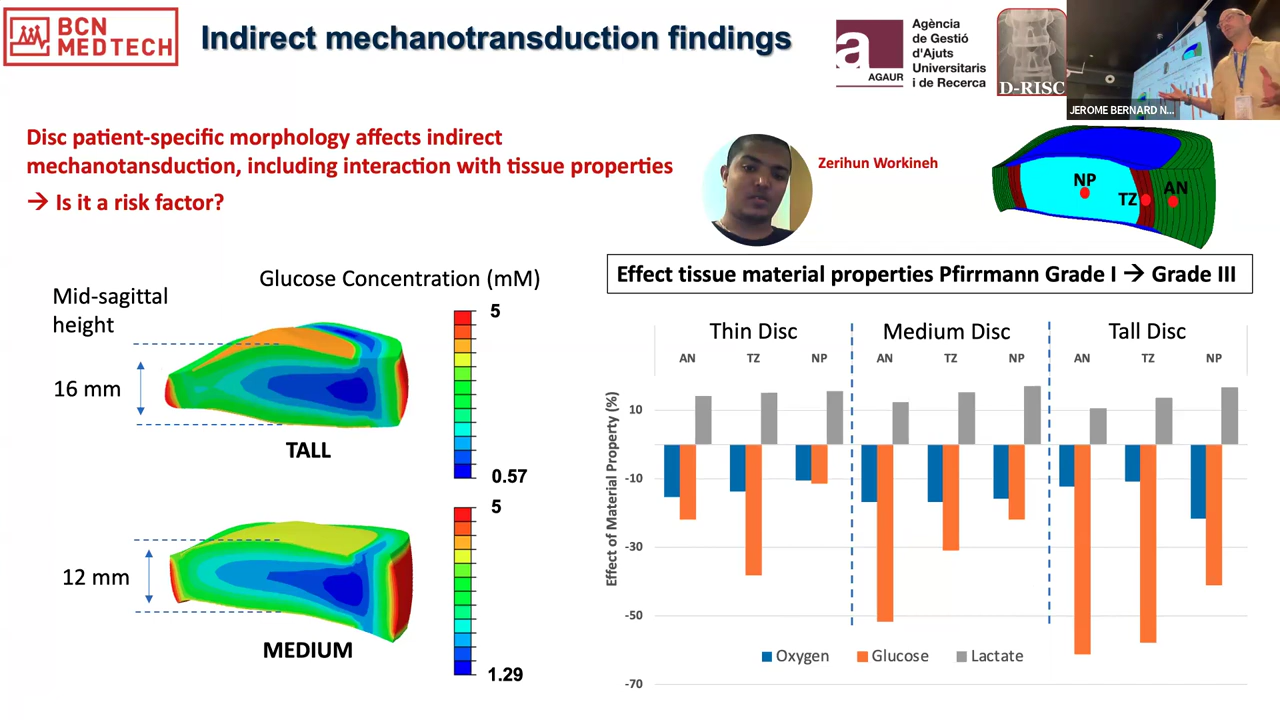 BCN
MEDTECH
Indirect mechanotransduction findings
a
AGAUR
Agència
de Gestió
d'Ajuts
Universitaris
i de Recerca
D-RISC
JEROME BERNARD N...
Disc patient-specific morphology affects indirect
mechanotansduction, including interaction with tissue properties
→ Is it a risk factor?
Zerihun Workineh
NP
TZ
AN
Glucose Concentration (mM)
Mid-sagittal
height
16 mm
TALL
5
0.57
12 mm
MEDIUM
5
1.29
Effect tissue material properties Pfirrmann Grade I → Grade III
Thin Disc
Medium Disc
Tall Disc
AN TZ NP AN TZ NP AN TZ NP
Effect of Material Property (%)
10
-10
-30
-50
-70
Oxygen Glucose Lactate